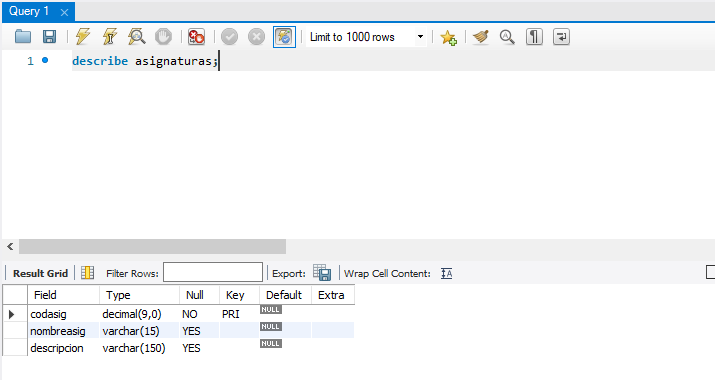 Query 1
Limit to 1000 rows
1 describe asignaturas;
Result Grid Filter Rows: Export: Wrap Cell Content:
Field Type Null Key Default Extra
codasig decimal(9,0) NO PRI NULL
nombreasig varchar(15) YES NULL
descripcion varchar(150) YES NULL